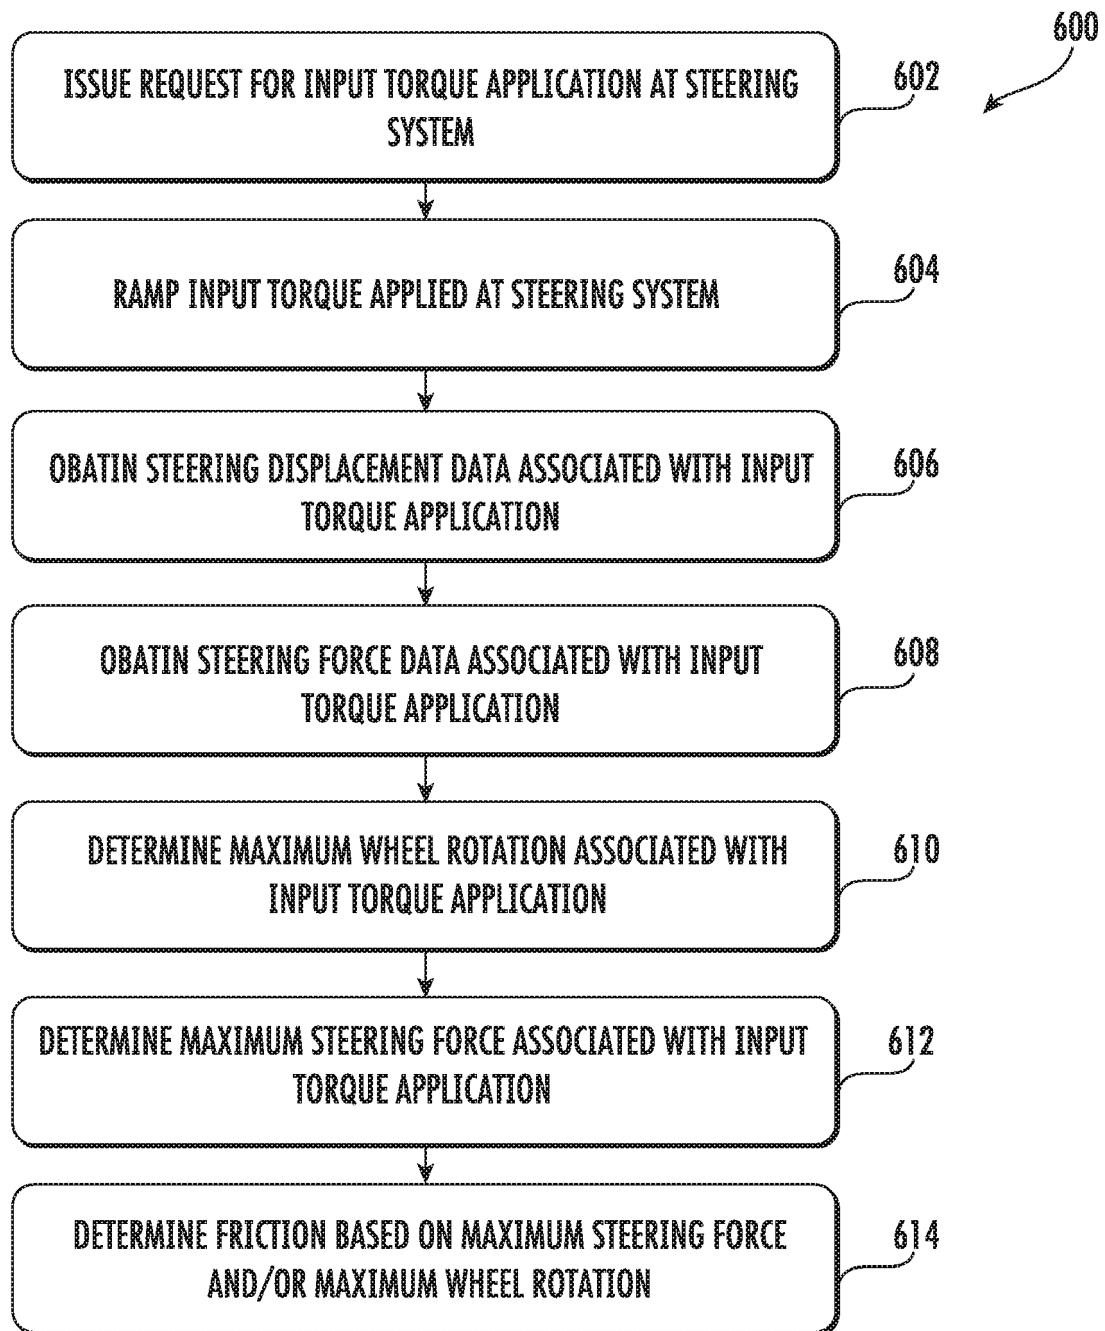 600
ISSUE REQUEST FOR INPUT TORQUE APPLICATION AT STEERING
SYSTEM
602
RAMP INPUT TORQUE APPLIED AT STEERING SYSTEM
604
OBATIN STEERING DISPLACEMENT DATA ASSOCIATED WITH INPUT
TORQUE APPLICATION
606
OBATIN STEERING FORCE DATA ASSOCIATED WITH INPUT
TORQUE APPLICATION
608
DETERMINE MAXIMUM WHEEL ROTATION ASSOCIATED WITH
INPUT TORQUE APPLICATION
610
DETERMINE MAXIMUM STEERING FORCE ASSOCIATED WITH INPUT
TORQUE APPLICATION
612
DETERMINE FRICTION BASED ON MAXIMUM STEERING FORCE
AND/OR MAXIMUM WHEEL ROTATION
614